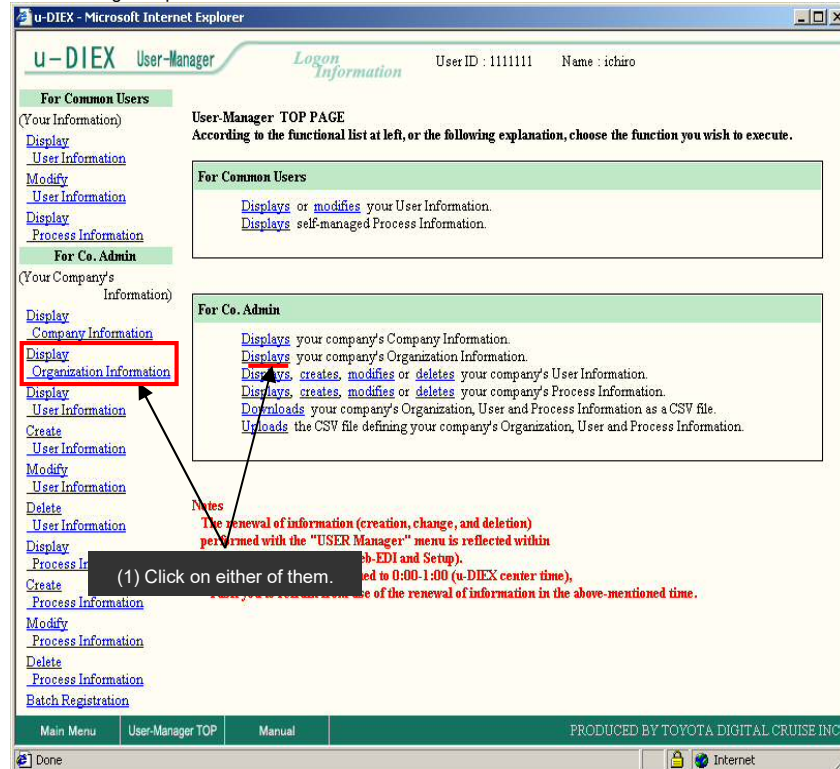 u-DIEX - Microsoft Internet Explorer
u-DIEX User-Manager
Logon Information
User ID : 1111111 Name : ichiro
For Common Users
(Your Information)
Display
User Information
Modify
User Information
Display
Process Information
For Co. Admin
(Your Company's
Information)
Display
Company Information
Display
Organization Information
Display
User Information
Create
User Information
Modify
User Information
Delete
User Information
Display
Process
Create
Process Information
Modify
Process Information
Delete
Process Information
Batch Registration
User-Manager TOP PAGE
According to the functional list at left, or the following explanation, choose the function you wish to execute.
For Common Users
Displays or modifies your User Information.
Displays self-managed Process Information.
For Co. Admin
Displays your company's Company Information.
Displays your company's Organization Information.
Displays, creates, modifies or deletes your company's User Information.
Displays, creates, modifies or deletes your company's Process Information.
Downloads your company's Organization, User and Process Information as a CSV file.
Uploads the CSV file defining your company's Organization, User and Process Information.
Notes
The renewal of information (creation, change, and deletion)
performed with the "USER Manager" menu is reflected within
and Setup).
to 0:00-1:00 (u-DIEX center time),
of the renewal of information in the above-mentioned time.
(1) Click on either of them.
Main Menu User-Manager TOP Manual PRODUCED BY TOYOTA DIGITAL CRUISE INC
Done Internet